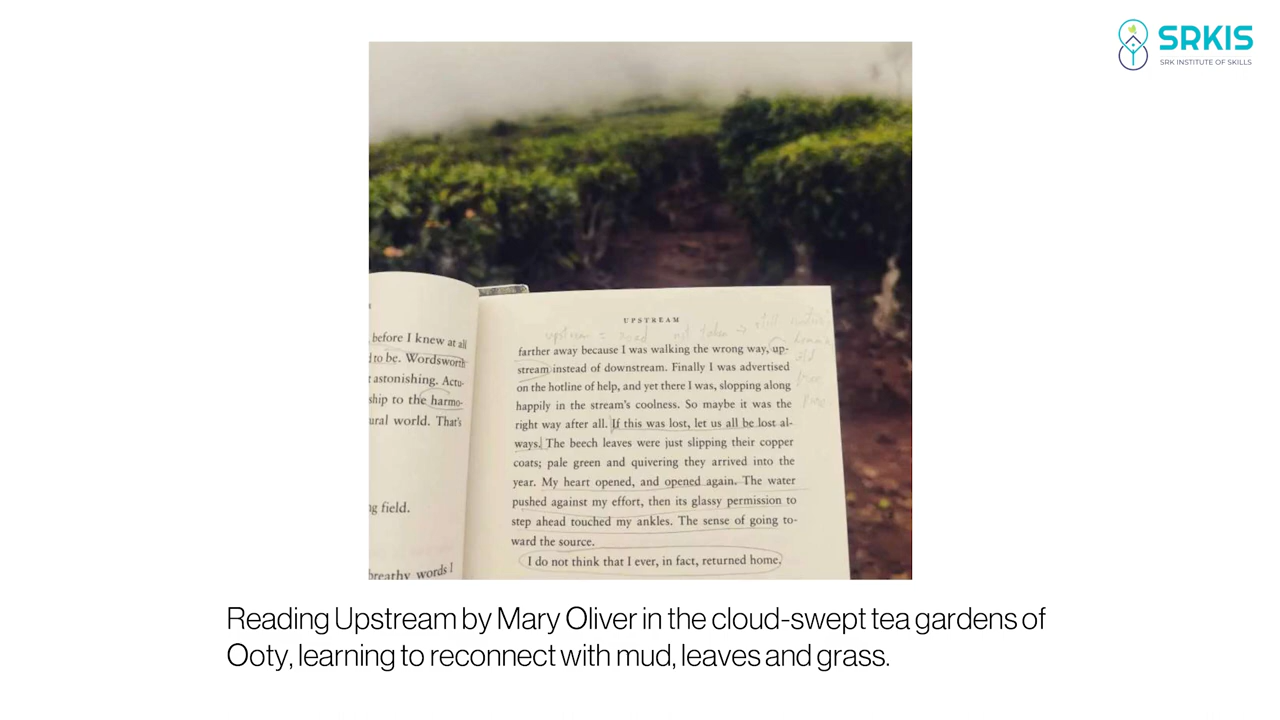 SRKIS
SRK INSTITUTE OF SKILLS
before I knew at all
to be. Wordsworth
astonishing. Actu-
ship to the harmo-
ural world. That's
field.
breathy words I
UPSTREAM
upstream = road not taken →
farther away because I was walking the wrong way, up-
stream instead of downstream. Finally I was advertised
on the hotline of help, and yet there I was, slopping along
happily in the stream's coolness. So maybe it was the
right way after all. If this was lost, let us all be lost al-
ways. The beech leaves were just slipping their copper
coats; pale green and quivering they arrived into the
year. My heart opened, and opened again. The water
pushed against my effort, then its glassy permission to
step ahead touched my ankles. The sense of going to-
ward the source.
I do not think that I ever, in fact, returned home.
Reading Upstream by Mary Oliver in the cloud-swept tea gardens of
Ooty, learning to reconnect with mud, leaves and grass.